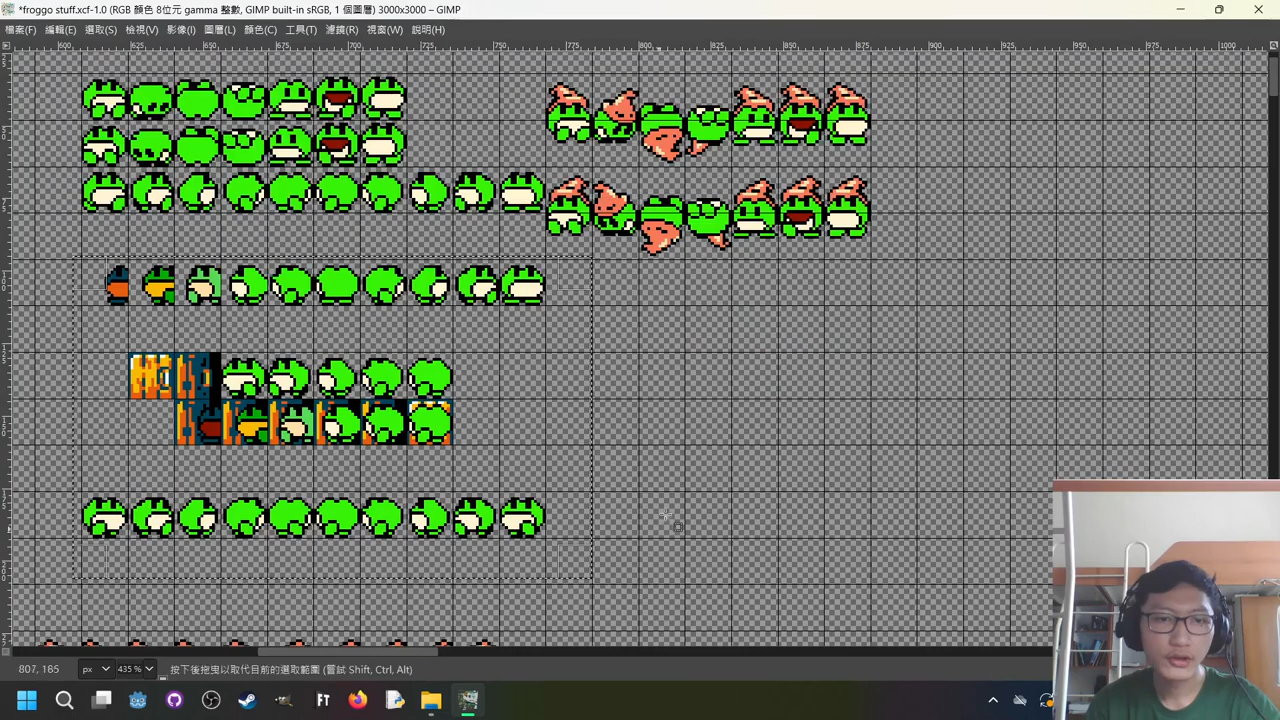 *froggo stuff.xcf-1.0 (RGB 顏色 8位元 gamma 整數, GIMP built-in sRGB, 1 個圖層) 3000x3000 – GIMP
檔案(F) 編輯(E) 選取(S) 檢視(V) 影像(I) 圖層(L) 顏色(C) 工具(T) 濾鏡(R) 視窗(W) 說明(H)
600 625 650 675 700 725 750 775 800 825 850 875 900 925 950 975 1000
807, 185 px 435 % 按下後拖曳以取代目前的選取範圍 (嘗試 Shift, Ctrl, Alt)
FT